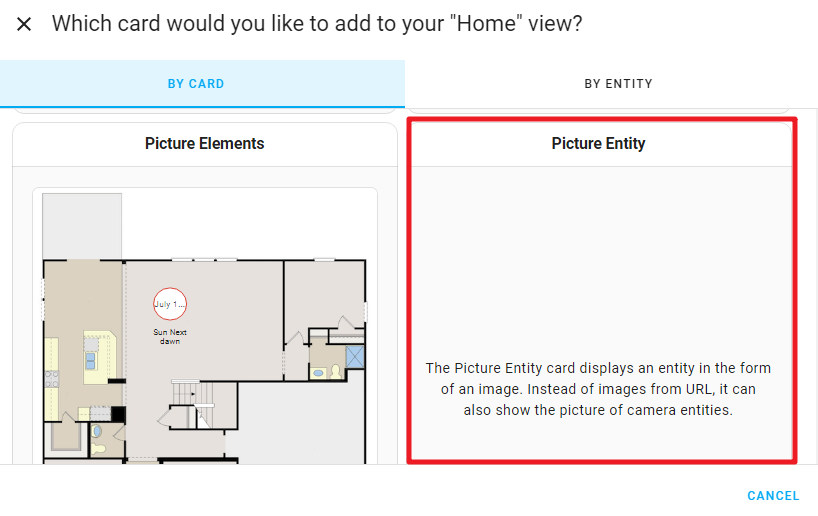 Which card would you like to add to your "Home" view?
BY CARD
BY ENTITY
Picture Elements
July 1...
Sun Next
dawn
Picture Entity
The Picture Entity card displays an entity in the form
of an image. Instead of images from URL, it can
also show the picture of camera entities.
CANCEL